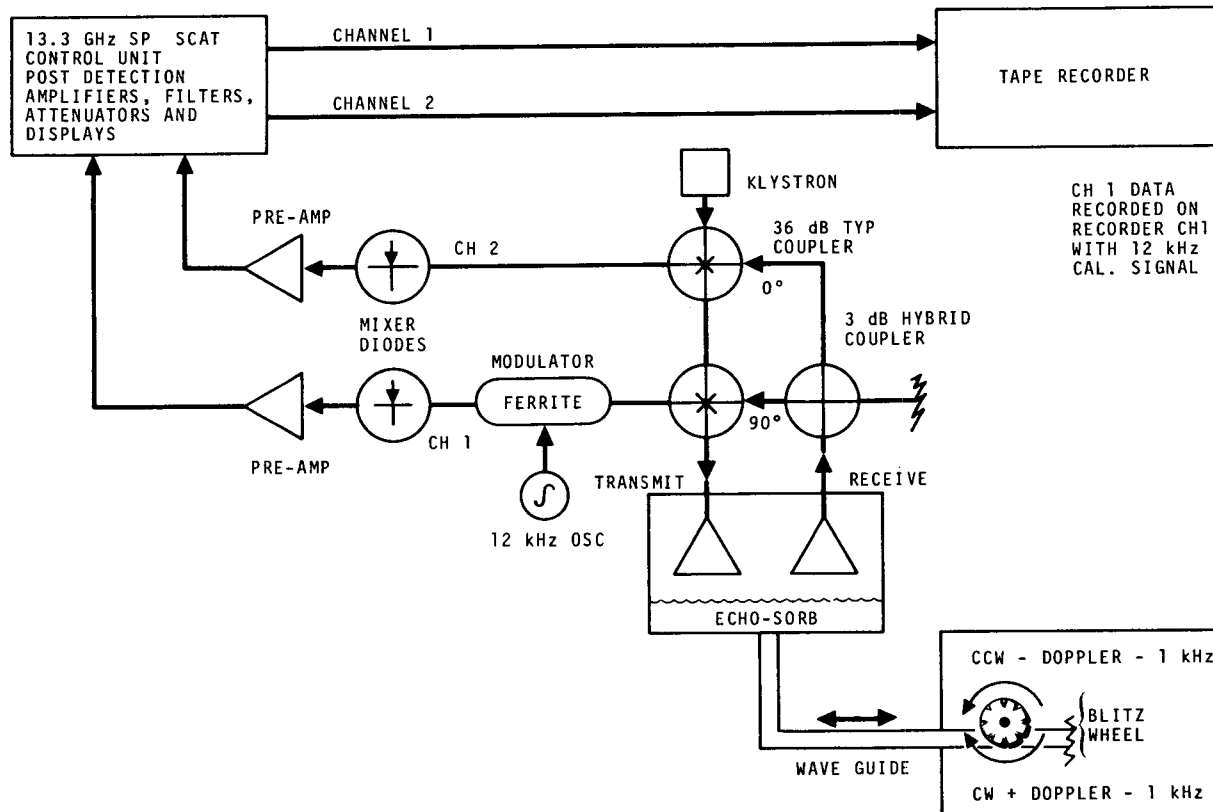 13.3 GHz SP SCAT
CONTROL UNIT
POST DETECTION
AMPLIFIERS, FILTERS,
ATTENUATORS AND
DISPLAYS
CHANNEL 1
CHANNEL 2
TAPE RECORDER
KLYSTRON
CH 1 DATA
RECORDED ON
RECORDER CH1
WITH 12 kHz
CAL. SIGNAL
PRE-AMP
CH 2
36 dB TYP
COUPLER
0°
MIXER
DIODES
3 dB HYBRID
COUPLER
MODULATOR
FERRITE
CH 1
90°
PRE-AMP
TRANSMIT
RECEIVE
12 kHz OSC
ECHO-SORB
CCW - DOPPLER - 1 kHz
BLITZ
WHEEL
WAVE GUIDE
CW + DOPPLER - 1 kHz